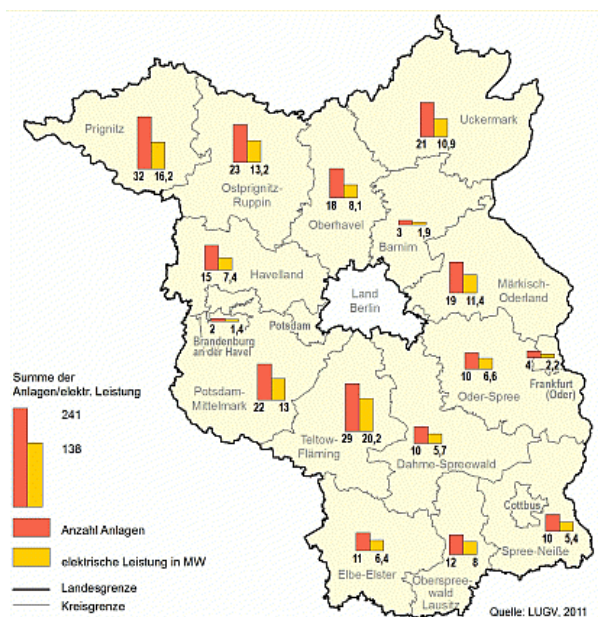 Prignitz
32 16,2
23 13,2
Ostprignitz-
Ruppin
18 8,1
Oberhavel
21 10,9
Uckermark
3 1,9
Barnim
15 7,4
Havelland
19 11,4
Märkisch-
Oderland
Land
Berlin
2 1,4
Brandenburg
an der Havel
Potsdam
22 13
Potsdam-
Mittelmark
29 20,2
Teltow-
Fläming
10 5,7
Dahme-Spreewald
10 6,6
Oder-Spree
4 2,2
Frankfurt
(Oder)
Cottbus
10 5,4
Spree-Neiße
11 6,4
Elbe-Elster
12 8
Oberspree-
wald
Lausitz
Summe der
Anlagen/elektr. Leistung
241
138
Anzahl Anlagen
elektrische Leistung in MW
Landesgrenze
Kreisgrenze
Quelle: LUGV, 2011